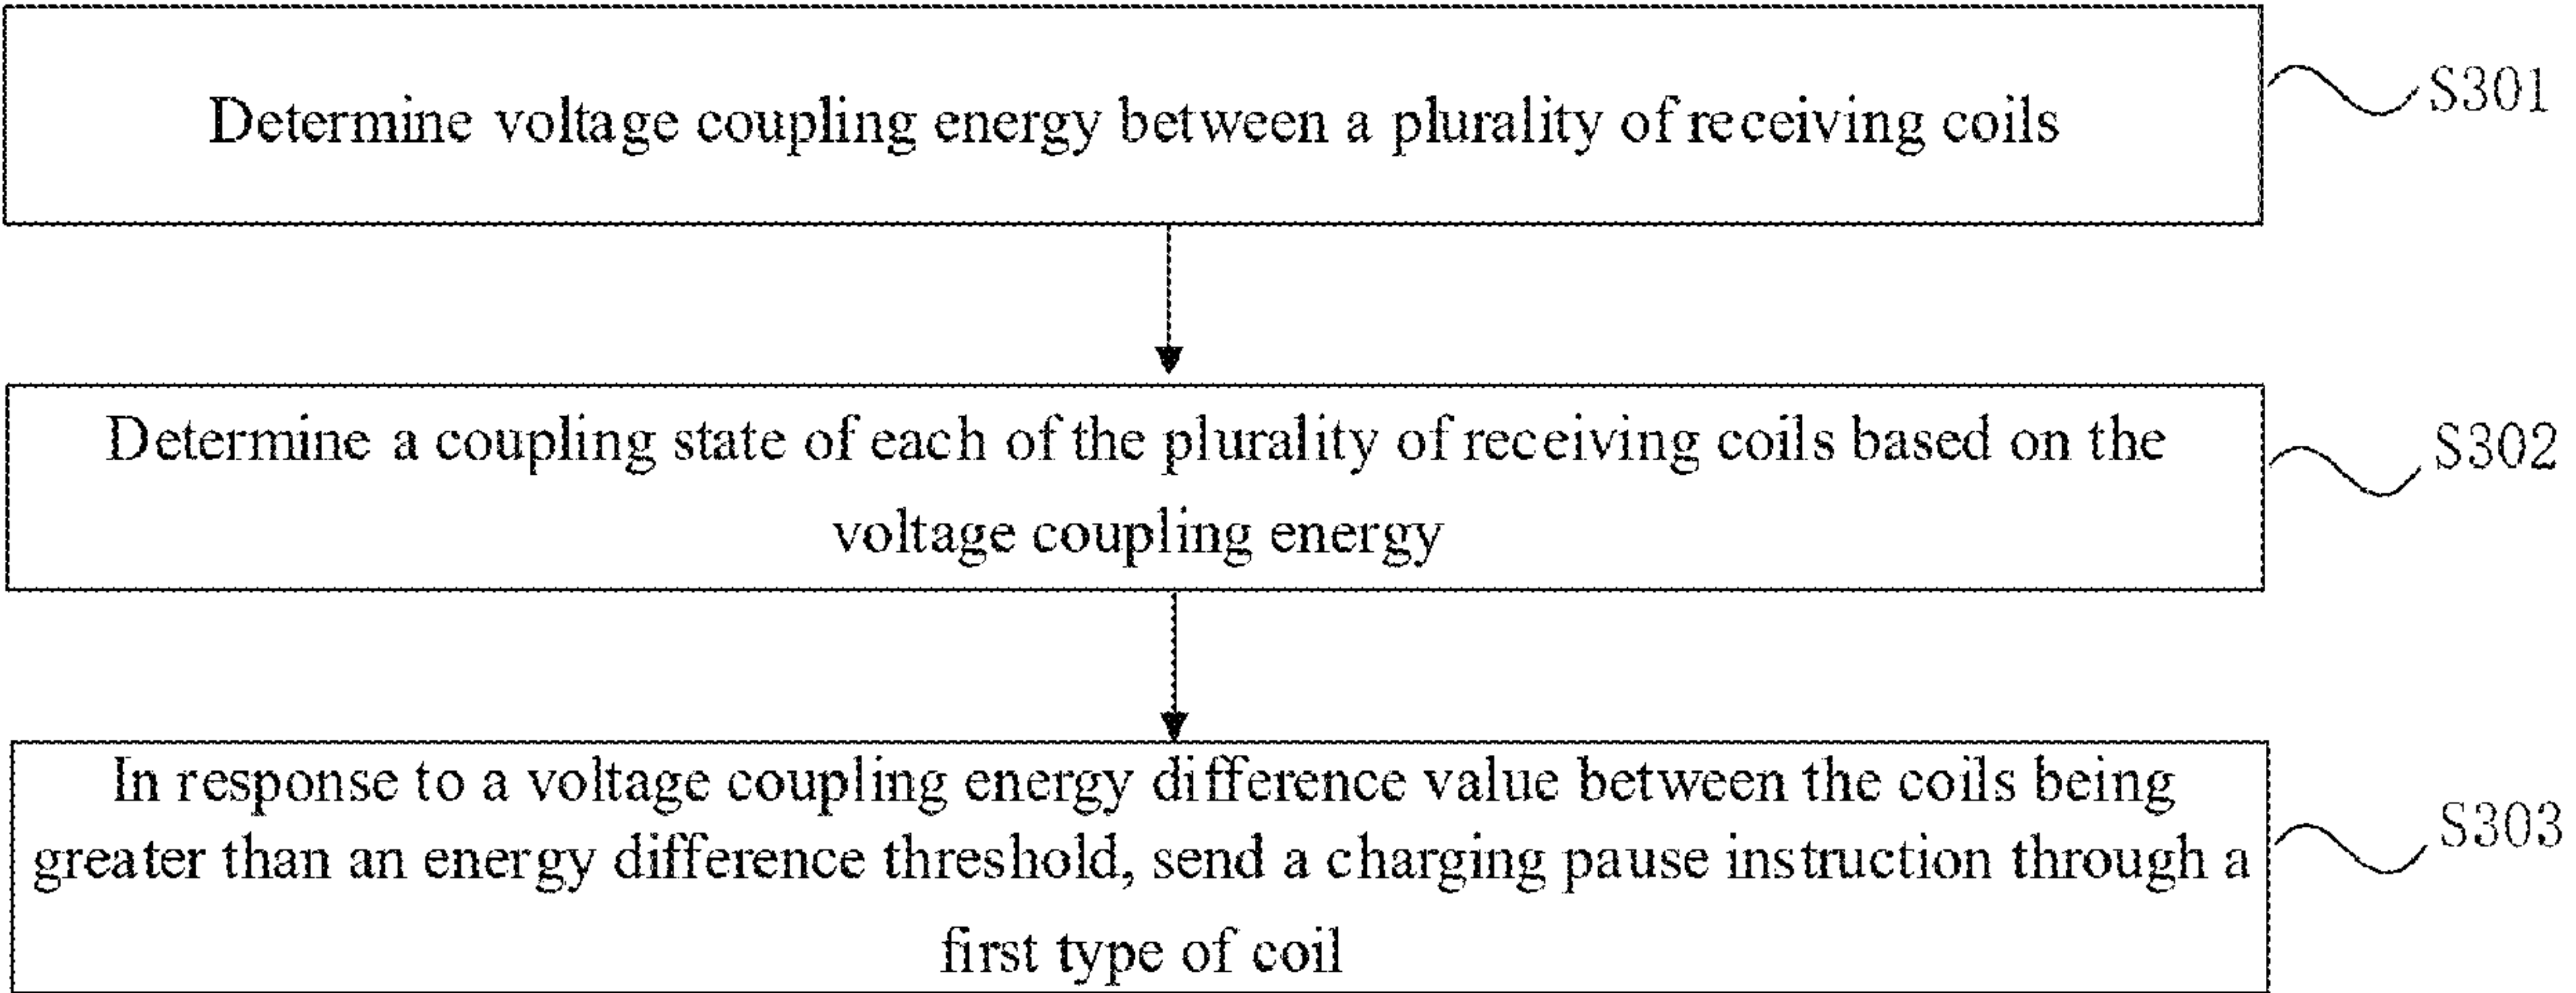 Determine voltage coupling energy between a plurality of receiving coils
S301
Determine a coupling state of each of the plurality of receiving coils based on the
voltage coupling energy
S302
In response to a voltage coupling energy difference value between the coils being
greater than an energy difference threshold, send a charging pause instruction through a
first type of coil
S303